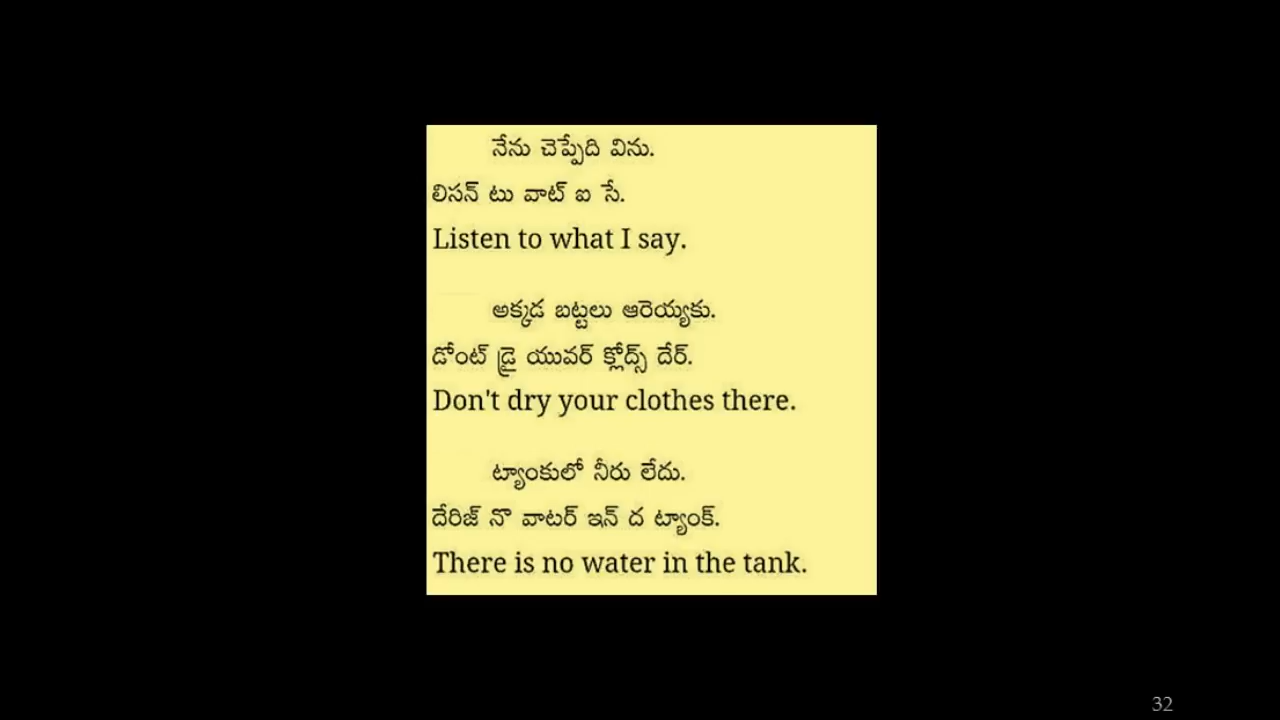 నేను చెప్పేది విను.
లిసన్ టు వాట్ ఐ సే.
Listen to what I say.
అక్కడ బట్టలు ఆరెయ్యకు.
డోంట్ డ్రై యువర్ క్లోద్స్ దేర్.
Don't dry your clothes there.
ట్యాంకులో నీరు లేదు.
దేరిజ్ నొ వాటర్ ఇన్ ద ట్యాంక్.
There is no water in the tank.
32